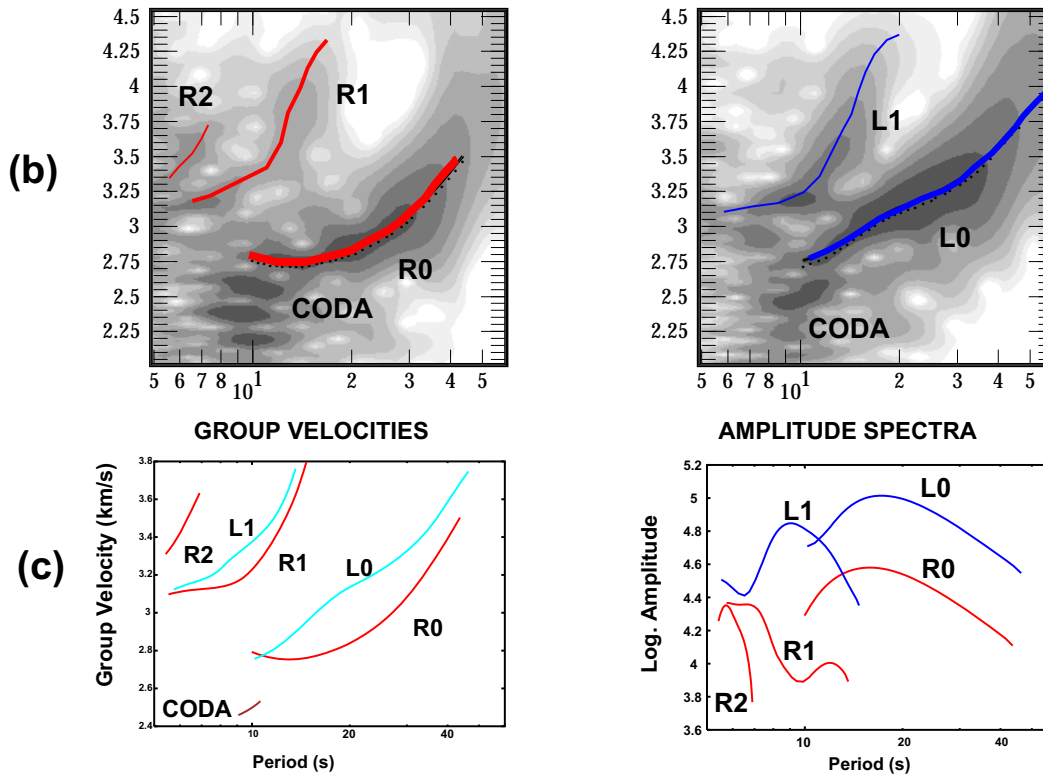 (b)
4.5
4.25
4
3.75
3.5
3.25
3
2.75
2.5
2.25
R2
R1
R0
CODA
5 6 7 8 10¹ 2 3 4 5
4.5
4.25
4
3.75
3.5
3.25
3
2.75
2.5
2.25
L1
L0
CODA
5 6 7 8 10¹ 2 3 4 5
(c)
GROUP VELOCITIES
Group Velocity (km/s)
3.8
3.6
3.4
3.2
3
2.8
2.6
2.4
R2
L1
R1
L0
R0
CODA
10 20 40
Period (s)
AMPLITUDE SPECTRA
Log. Amplitude
5.2
5
4.8
4.6
4.4
4.2
4
3.8
3.6
L1
L0
R0
R1
R2
10 20 40
Period (s)